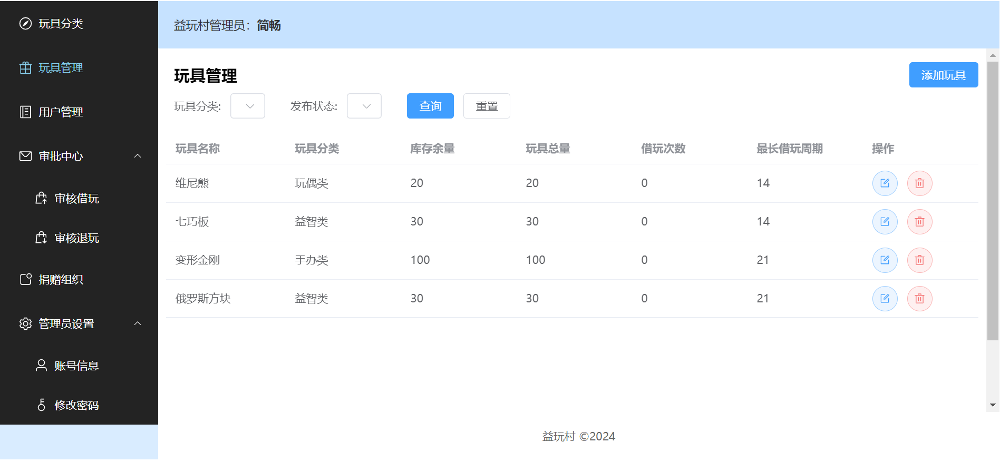 玩具分类
玩具管理
用户管理
审批中心
审核借玩
审核退玩
捐赠组织
管理员设置
账号信息
修改密码
益玩村管理员：简畅
玩具管理
添加玩具
玩具分类: 发布状态: 查询 重置
玩具名称 玩具分类 库存余量 玩具总量 借玩次数 最长借玩周期 操作
维尼熊 玩偶类 20 20 0 14
七巧板 益智类 30 30 0 14
变形金刚 手办类 100 100 0 21
俄罗斯方块 益智类 30 30 0 21
益玩村 ©2024